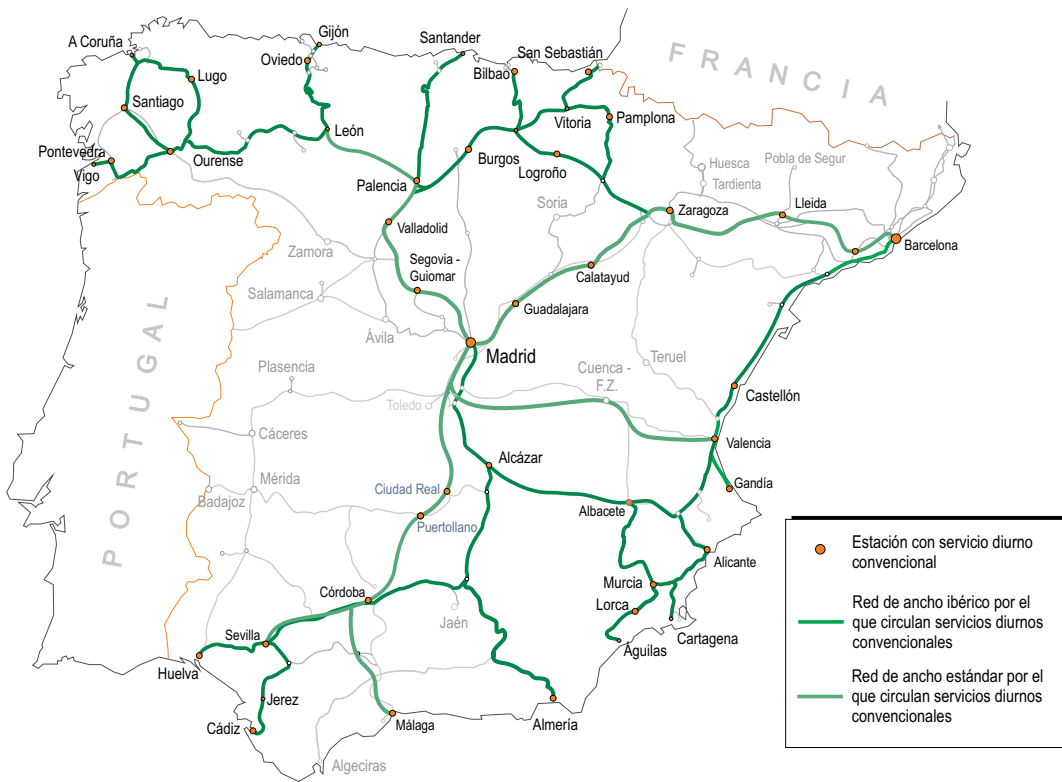 A Coruña
Gijón
Oviedo
Santander
San Sebastián
Bilbao
FRANCIA
Lugo
Santiago
León
Vitoria
Pamplona
Pontevedra
Vigo
Ourense
Palencia
Burgos
Logroño
Huesca
Tardienta
Pobla de Segur
Soria
Zaragoza
Lleida
Barcelona
Valladolid
Zamora
Segovia -
Guiomar
Calatayud
Salamanca
Guadalajara
Ávila
Madrid
PORTUGAL
Teruel
Plasencia
Cuenca -
F.Z.
Toledo
Castellón
Cáceres
Valencia
Alcázar
Mérida
Ciudad Real
Gandía
Badajoz
Puertollano
Albacete
Alicante
Murcia
Córdoba
Lorca
Jaén
Cartagena
Sevilla
Águilas
Huelva
Jerez
Cádiz
Málaga
Almería
Algeciras
Estación con servicio diurno
convencional
Red de ancho ibérico por el
que circulan servicios diurnos
convencionales
Red de ancho estándar por el
que circulan servicios diurnos
convencionales